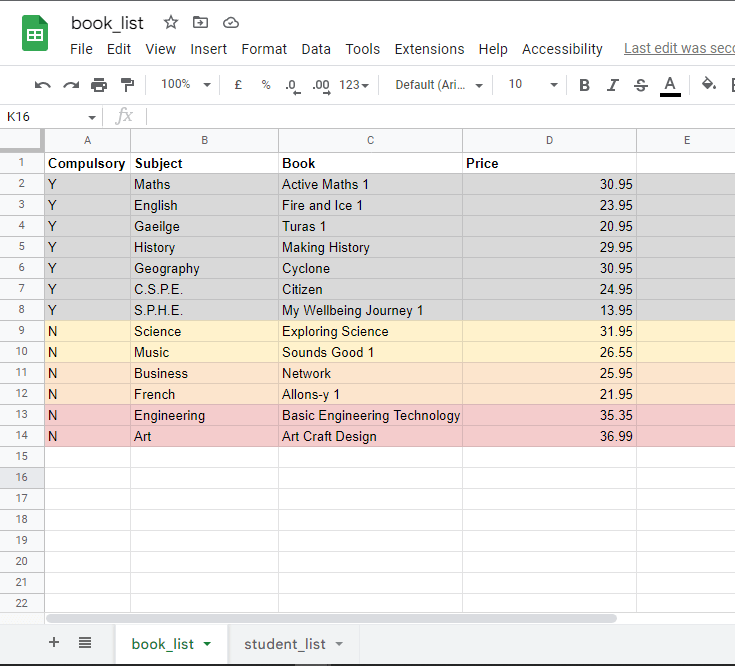 book_list
File Edit View Insert Format Data Tools Extensions Help Accessibility Last edit was seco
100% £ % .0 .00 123 Default (Ari... 10 B I S A
K16 fx
A B C D E
1 Compulsory Subject Book Price
2 Y Maths Active Maths 1 30.95
3 Y English Fire and Ice 1 23.95
4 Y Gaeilge Turas 1 20.95
5 Y History Making History 29.95
6 Y Geography Cyclone 30.95
7 Y C.S.P.E. Citizen 24.95
8 Y S.P.H.E. My Wellbeing Journey 1 13.95
9 N Science Exploring Science 31.95
10 N Music Sounds Good 1 26.55
11 N Business Network 25.95
12 N French Allons-y 1 21.95
13 N Engineering Basic Engineering Technology 35.35
14 N Art Art Craft Design 36.99
15
16
17
18
19
20
21
22
+ book_list student_list